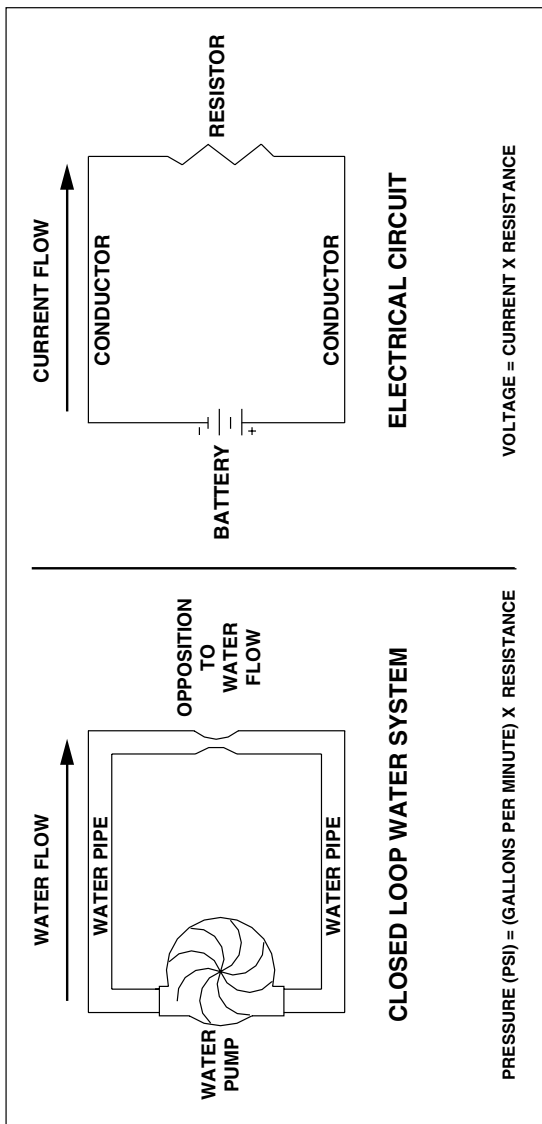 WATER FLOW
WATER PIPE
WATER
PUMP
OPPOSITION
TO
WATER
FLOW
WATER PIPE
CLOSED LOOP WATER SYSTEM
PRESSURE (PSI) = (GALLONS PER MINUTE) X RESISTANCE
CURRENT FLOW
CONDUCTOR
BATTERY
-
+
RESISTOR
CONDUCTOR
ELECTRICAL CIRCUIT
VOLTAGE = CURRENT X RESISTANCE